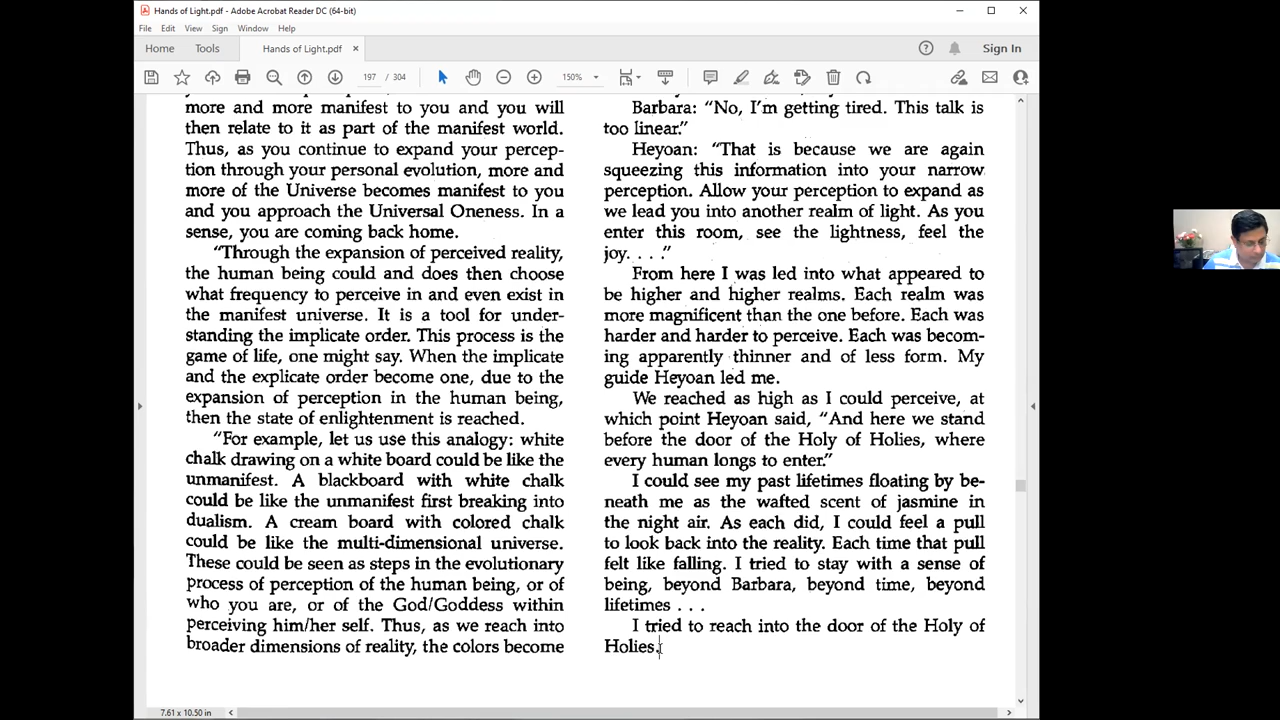 Hands of Light.pdf - Adobe Acrobat Reader DC (64-bit)
File Edit View Sign Window Help
Home Tools Hands of Light.pdf × Sign In
197 / 304 150%
more and more manifest to you and you will
then relate to it as part of the manifest world.
Thus, as you continue to expand your percep-
tion through your personal evolution, more and
more of the Universe becomes manifest to you
and you approach the Universal Oneness. In a
sense, you are coming back home.
“Through the expansion of perceived reality,
the human being could and does then choose
what frequency to perceive in and even exist in
the manifest universe. It is a tool for under-
standing the implicate order. This process is the
game of life, one might say. When the implicate
and the explicate order become one, due to the
expansion of perception in the human being,
then the state of enlightenment is reached.
“For example, let us use this analogy: white
chalk drawing on a white board could be like the
unmanifest. A blackboard with white chalk
could be like the unmanifest first breaking into
dualism. A cream board with colored chalk
could be like the multi-dimensional universe.
These could be seen as steps in the evolutionary
process of perception of the human being, or of
who you are, or of the God/Goddess within
perceiving him/her self. Thus, as we reach into
broader dimensions of reality, the colors become
Barbara: “No, I’m getting tired. This talk is
too linear.”
Heyoan: “That is because we are again
squeezing this information into your narrow
perception. Allow your perception to expand as
we lead you into another realm of light. As you
enter this room, see the lightness, feel the
joy. . . .”
From here I was led into what appeared to
be higher and higher realms. Each realm was
more magnificent than the one before. Each was
harder and harder to perceive. Each was becom-
ing apparently thinner and of less form. My
guide Heyoan led me.
We reached as high as I could perceive, at
which point Heyoan said, “And here we stand
before the door of the Holy of Holies, where
every human longs to enter.”
I could see my past lifetimes floating by be-
neath me as the wafted scent of jasmine in
the night air. As each did, I could feel a pull
to look back into the reality. Each time that pull
felt like falling. I tried to stay with a sense of
being, beyond Barbara, beyond time, beyond
lifetimes . . .
I tried to reach into the door of the Holy of
Holies.
7.61 x 10.50 in